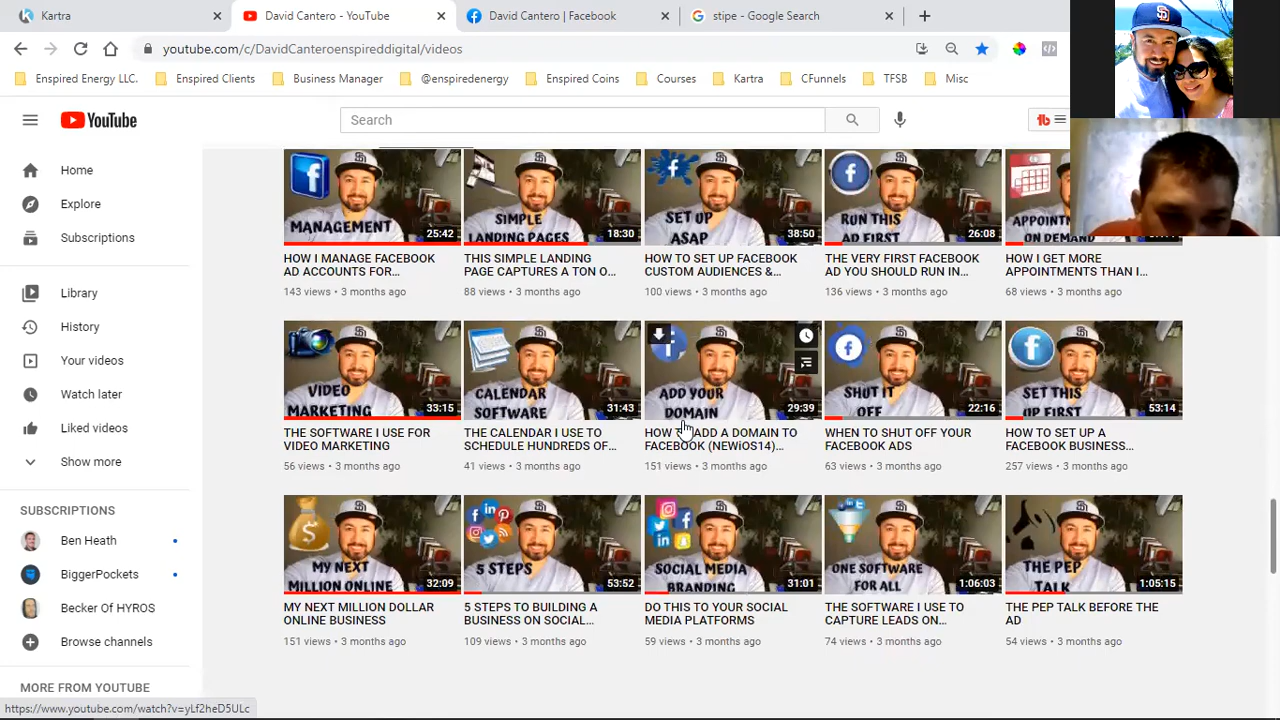 Kartra
David Cantero - YouTube
David Cantero | Facebook
stipe - Google Search
youtube.com/c/DavidCanteroenspireddigital/videos
Enspired Energy LLC.
Enspired Clients
Business Manager
@enspiredenergy
Enspired Coins
Courses
Kartra
CFunnels
TFSB
Misc
YouTube
Search
Home
Explore
Subscriptions
Library
History
Your videos
Watch later
Liked videos
Show more
SUBSCRIPTIONS
Ben Heath
BiggerPockets
Becker Of HYROS
Browse channels
MORE FROM YOUTUBE
https://www.youtube.com/watch?v=yLf2heD5ULc
MANAGEMENT
25:42
HOW I MANAGE FACEBOOK
AD ACCOUNTS FOR...
143 views • 3 months ago
SIMPLE
LANDING PAGES
18:30
THIS SIMPLE LANDING
PAGE CAPTURES A TON O...
88 views • 3 months ago
SET UP
ASAP
38:50
HOW TO SET UP FACEBOOK
CUSTOM AUDIENCES &...
100 views • 3 months ago
RUN THIS
AD FIRST
26:08
THE VERY FIRST FACEBOOK
AD YOU SHOULD RUN IN...
136 views • 3 months ago
ON DEMAND
HOW I GET MORE
APPOINTMENTS THAN I...
68 views • 3 months ago
VIDEO
MARKETING
33:15
THE SOFTWARE I USE FOR
VIDEO MARKETING
56 views • 3 months ago
CALENDAR
SOFTWARE
31:43
THE CALENDAR I USE TO
SCHEDULE HUNDREDS OF...
41 views • 3 months ago
ADD YOUR
DOMAIN
29:39
HOW TO ADD A DOMAIN TO
FACEBOOK (NEWiOS14)...
151 views • 3 months ago
SHUT IT
OFF
22:16
WHEN TO SHUT OFF YOUR
FACEBOOK ADS
63 views • 3 months ago
SET THIS
UP FIRST
53:14
HOW TO SET UP A
FACEBOOK BUSINESS...
257 views • 3 months ago
MY NEXT
MILLION ONLINE
32:09
MY NEXT MILLION DOLLAR
ONLINE BUSINESS
151 views • 3 months ago
5 STEPS
53:52
5 STEPS TO BUILDING A
BUSINESS ON SOCIAL...
109 views • 3 months ago
SOCIAL MEDIA
BRANDING
31:01
DO THIS TO YOUR SOCIAL
MEDIA PLATFORMS
59 views • 3 months ago
ONE SOFTWARE
FOR ALL
1:06:03
THE SOFTWARE I USE TO
CAPTURE LEADS ON...
74 views • 3 months ago
THE PEP
TALK
1:05:15
THE PEP TALK BEFORE THE
AD
54 views • 3 months ago